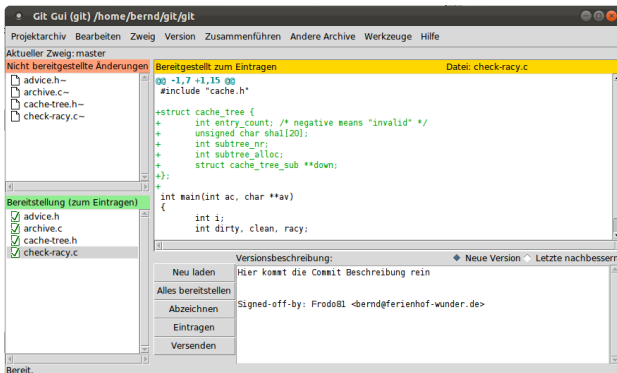 Git Gui (git) /home/bernd/git/git
Projektarchiv Bearbeiten Zweig Version Zusammenführen Andere Archive Werkzeuge Hilfe
Aktueller Zweig: master
Nicht bereitgestellte Änderungen
advice.h~
archive.c~
cache-tree.h~
check-racy.c~
Bereitstellung (zum Eintragen)
advice.h
archive.c
cache-tree.h
check-racy.c
Bereitgestellt zum Eintragen Datei: check-racy.c
@@ -1,7 +1,15 @@
 #include "cache.h"
+struct cache_tree {
+ int entry_count; /* negative means "invalid" */
+ unsigned char sha1[20];
+ int subtree_nr;
+ int subtree_alloc;
+ struct cache_tree_sub **down;
+};
+
 int main(int ac, char **av)
 {
 int i;
 int dirty, clean, racy;
Versionsbeschreibung: Neue Version Letzte nachbessern
Neu laden
Alles bereitstellen
Abzeichnen
Eintragen
Versenden
Hier kommt die Commit Beschreibung rein
Signed-off-by: Frodo81 <bernd@ferienhof-wunder.de>
Bereit.